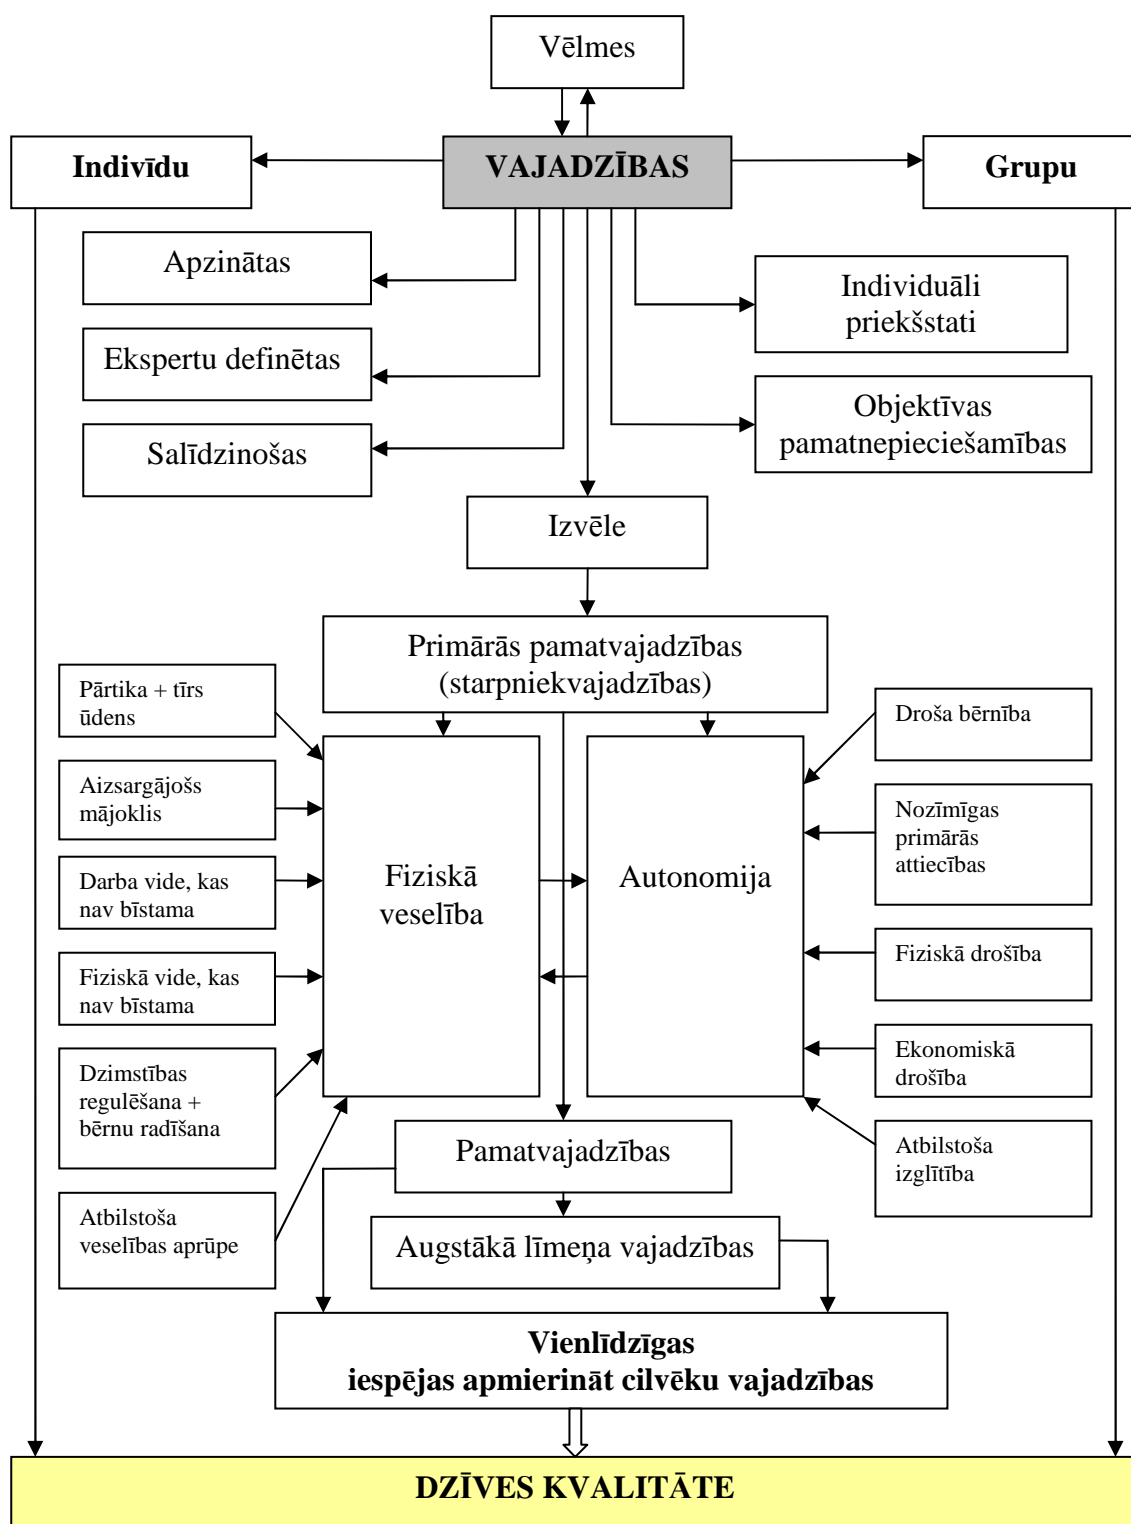 Vēlmes
Indivīdu
VAJADZĪBAS
Grupu
Apzinātas
Individuāli
priekšstati
Ekspertu definētas
Objektīvas
pamatnepieciešamības
Salīdzinošas
Izvēle
Primārās pamatvajadzības
(starpniekvajadzības)
Pārtika + tīrs
ūdens
Aizsargājošs
mājoklis
Darba vide, kas
nav bīstama
Fiziskā vide, kas
nav bīstama
Dzimstības
regulēšana +
bērnu radīšana
Atbilstoša
veselības aprūpe
Fiziskā
veselība
Autonomija
Droša bērnība
Nozīmīgas
primārās
attiecības
Fiziskā drošība
Ekonomiskā
drošība
Atbilstoša
izglītība
Pamatvajadzības
Augstākā līmeņa vajadzības
Vienlīdzīgas
iespējas apmierināt cilvēku vajadzības
DZĪVES KVALITĀTE